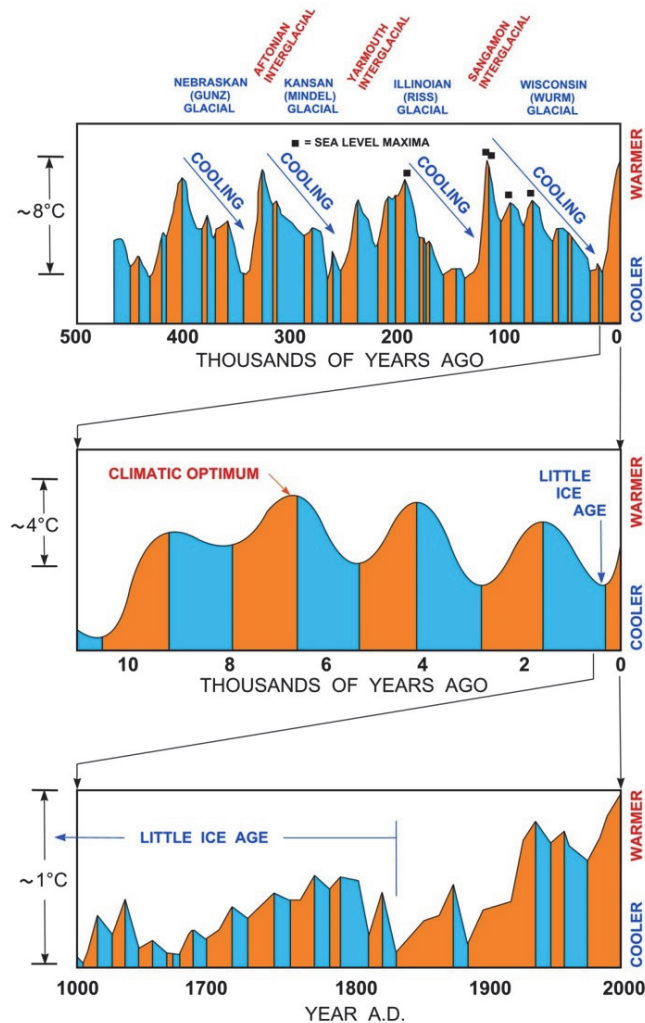 AFTONIAN
INTERGLACIAL
YARMOUTH
INTERGLACIAL
SANGAMON
INTERGLACIAL
NEBRASKAN
(GUNZ)
GLACIAL
KANSAN
(MINDEL)
GLACIAL
ILLINOIAN
(RISS)
GLACIAL
WISCONSIN
(WURM)
GLACIAL
= SEA LEVEL MAXIMA
COOLING
COOLING
COOLING
COOLING
~8°C
WARMER
COOLER
500 400 300 200 100 0
THOUSANDS OF YEARS AGO
CLIMATIC OPTIMUM
LITTLE
ICE
AGE
~4°C
WARMER
COOLER
10 8 6 4 2 0
THOUSANDS OF YEARS AGO
LITTLE ICE AGE
~1°C
WARMER
COOLER
1000 1700 1800 1900 2000
YEAR A.D.